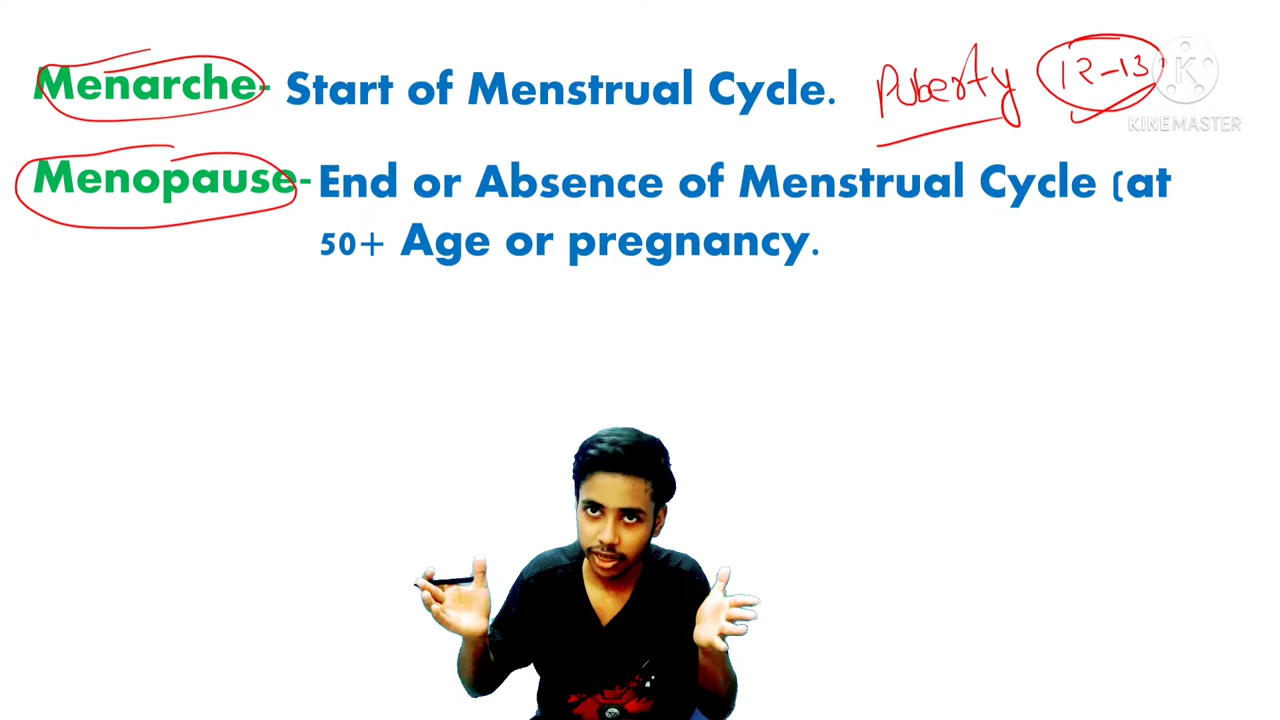 Menarche- Start of Menstrual Cycle. Puberty 12-13
K
KINEMASTER
Menopause- End or Absence of Menstrual Cycle (at
50+ Age or pregnancy.